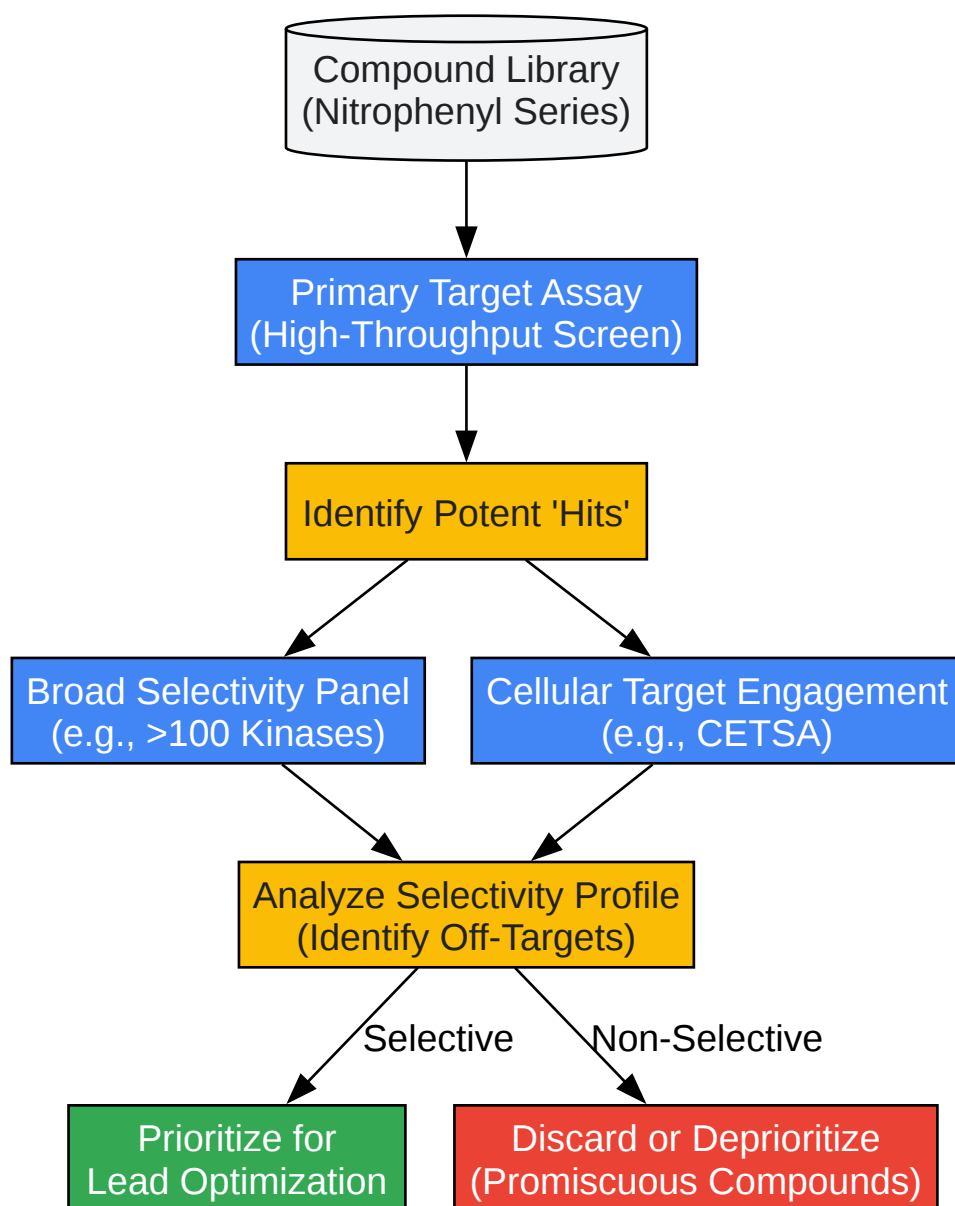 Compound Library
(Nitrophenyl Series)
Primary Target Assay
(High-Throughput Screen)
Identify Potent 'Hits'
Broad Selectivity Panel
(e.g., >100 Kinases)
Cellular Target Engagement
(e.g., CETSA)
Analyze Selectivity Profile
(Identify Off-Targets)
Selective
Non-Selective
Prioritize for
Lead Optimization
Discard or Deprioritize
(Promiscuous Compounds)